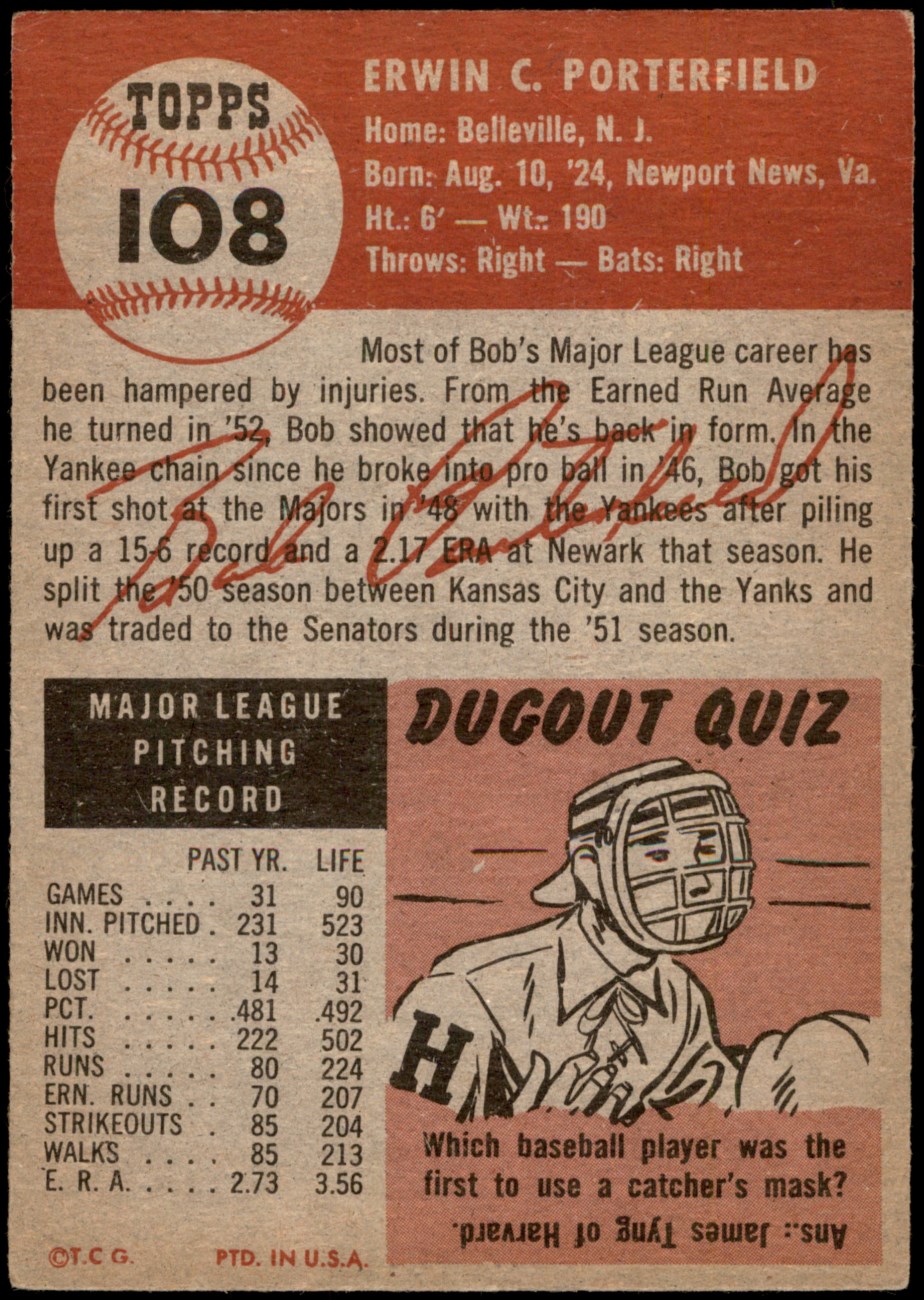 TOPPS
108
ERWIN C. PORTERFIELD
Home: Belleville, N. J.
Born: Aug. 10, '24, Newport News, Va.
Ht.: 6' — Wt.: 190
Throws: Right — Bats: Right
Most of Bob's Major League career has
been hampered by injuries. From the Earned Run Average
he turned in '52, Bob showed that he's back in form. In the
Yankee chain since he broke into pro ball in '46, Bob got his
first shot at the Majors in '48 with the Yankees after piling
up a 15-6 record and a 2.17 ERA at Newark that season. He
split the '50 season between Kansas City and the Yanks and
was traded to the Senators during the '51 season.
Bob Porterfield
MAJOR LEAGUE
PITCHING
RECORD
PAST YR. LIFE
GAMES . . . . 31 90
INN. PITCHED . 231 523
WON . . . . . 13 30
LOST . . . . . 14 31
PCT. . . . . . .481 .492
HITS . . . . . 222 502
RUNS . . . . . 80 224
ERN. RUNS . . 70 207
STRIKEOUTS . 85 204
WALKS . . . . 85 213
E. R. A. . . . . 2.73 3.56
©T.C.G. PTD. IN U.S.A.
DUGOUT QUIZ
H
Which baseball player was the
first to use a catcher's mask?
Ans.: James Tyng of Harvard.